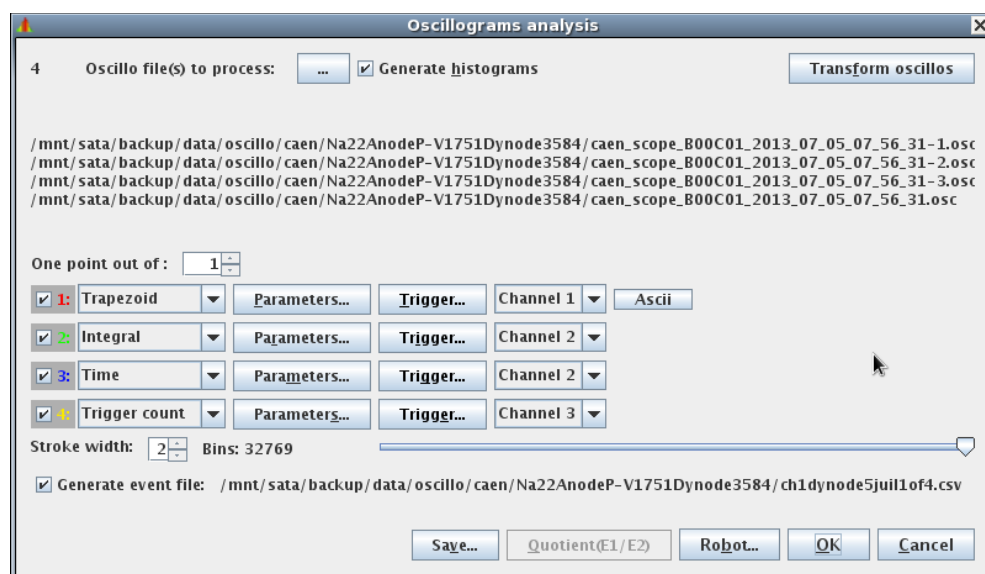 Oscillograms analysis
4 Oscillo file(s) to process: ... Generate histograms Transform oscillos
/mnt/sata/backup/data/oscillo/caen/Na22AnodeP-V1751Dynode3584/caen_scope_B00C01_2013_07_05_07_56_31-1.osc
/mnt/sata/backup/data/oscillo/caen/Na22AnodeP-V1751Dynode3584/caen_scope_B00C01_2013_07_05_07_56_31-2.osc
/mnt/sata/backup/data/oscillo/caen/Na22AnodeP-V1751Dynode3584/caen_scope_B00C01_2013_07_05_07_56_31-3.osc
/mnt/sata/backup/data/oscillo/caen/Na22AnodeP-V1751Dynode3584/caen_scope_B00C01_2013_07_05_07_56_31.osc
One point out of : 1
1: Trapezoid Parameters... Trigger... Channel 1 Ascii
2: Integral Parameters... Trigger... Channel 2
3: Time Parameters... Trigger... Channel 2
4: Trigger count Parameters... Trigger... Channel 3
Stroke width: 2 Bins: 32769
Generate event file: /mnt/sata/backup/data/oscillo/caen/Na22AnodeP-V1751Dynode3584/ch1dynode5juil1of4.csv
Save... Quotient(E1/E2) Robot... OK Cancel